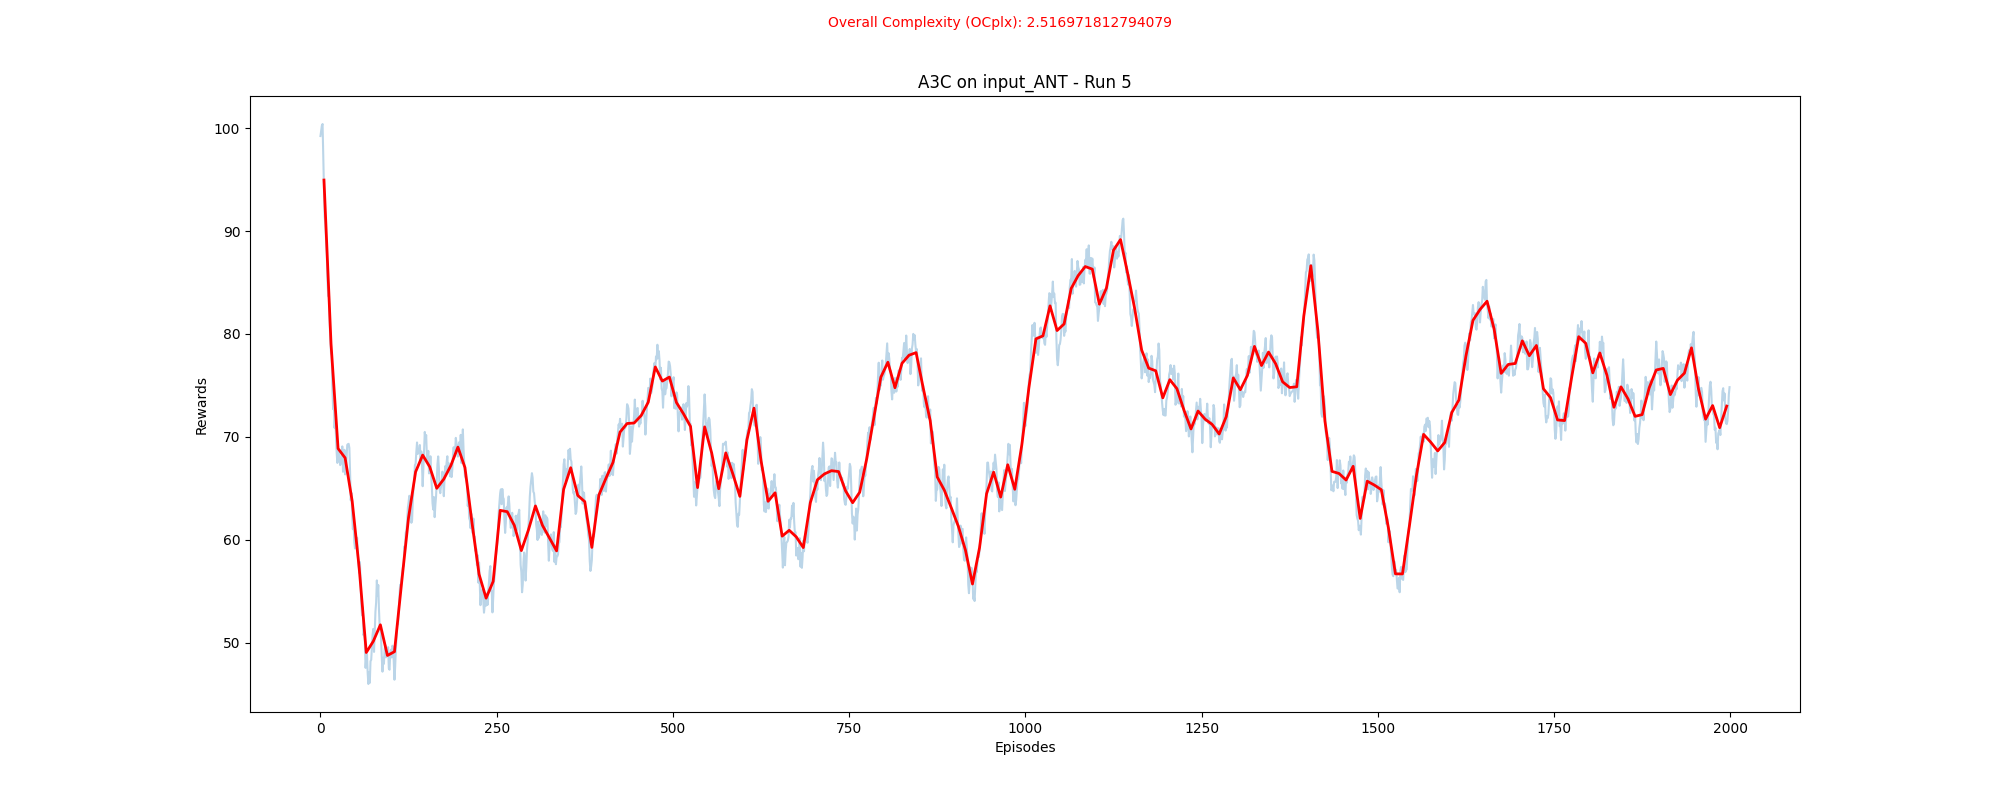 Overall Complexity (OCplx): 2.516971812794079
A3C on input_ANT - Run 5
100
90
80
70
60
50
Rewards
0 250 500 750 1000 1250 1500 1750 2000
Episodes